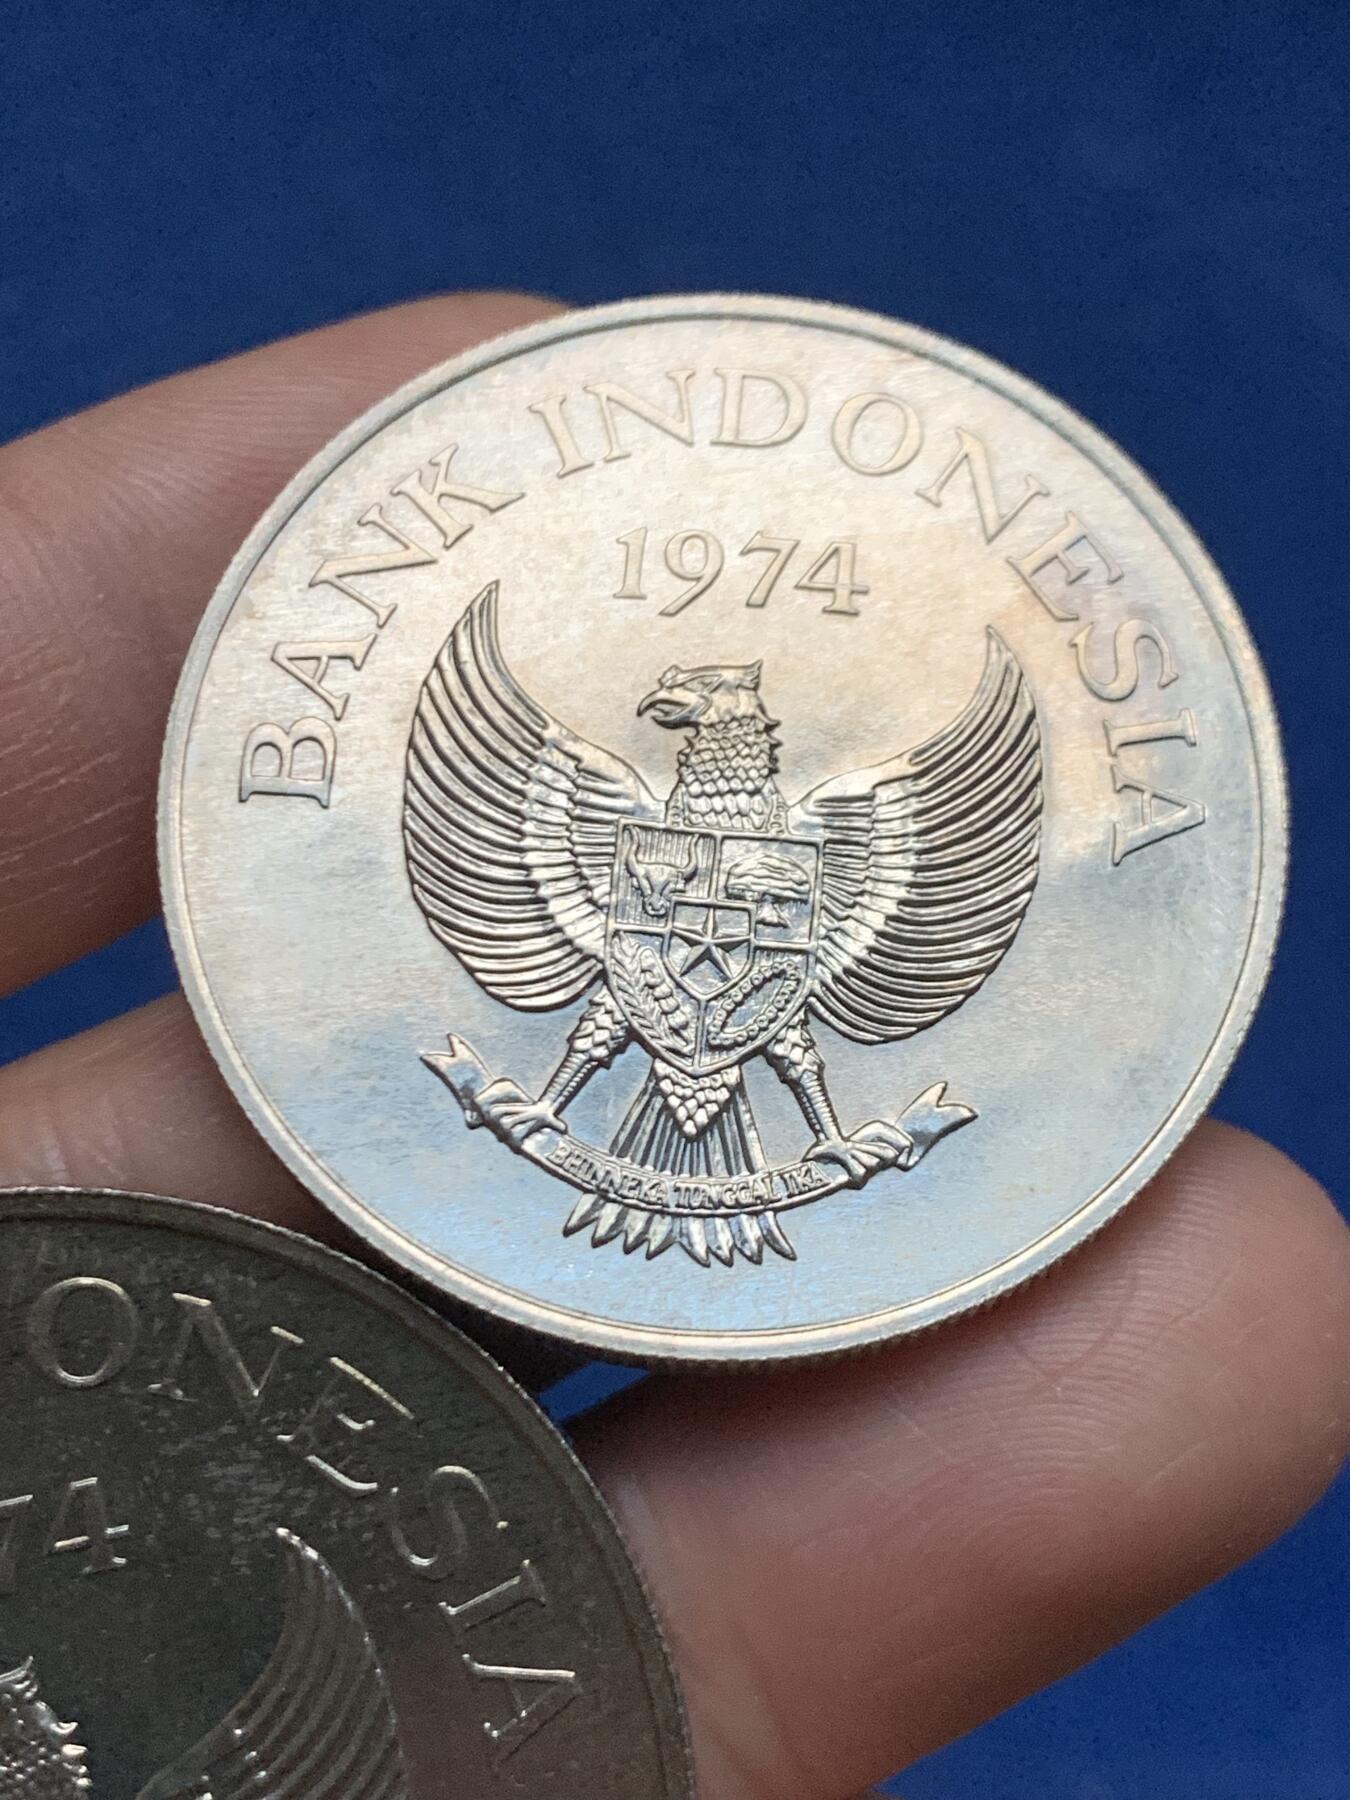 BANK INDONESIA
1974
BHINNEKA TUNGGAL IKA
ONESIA
74